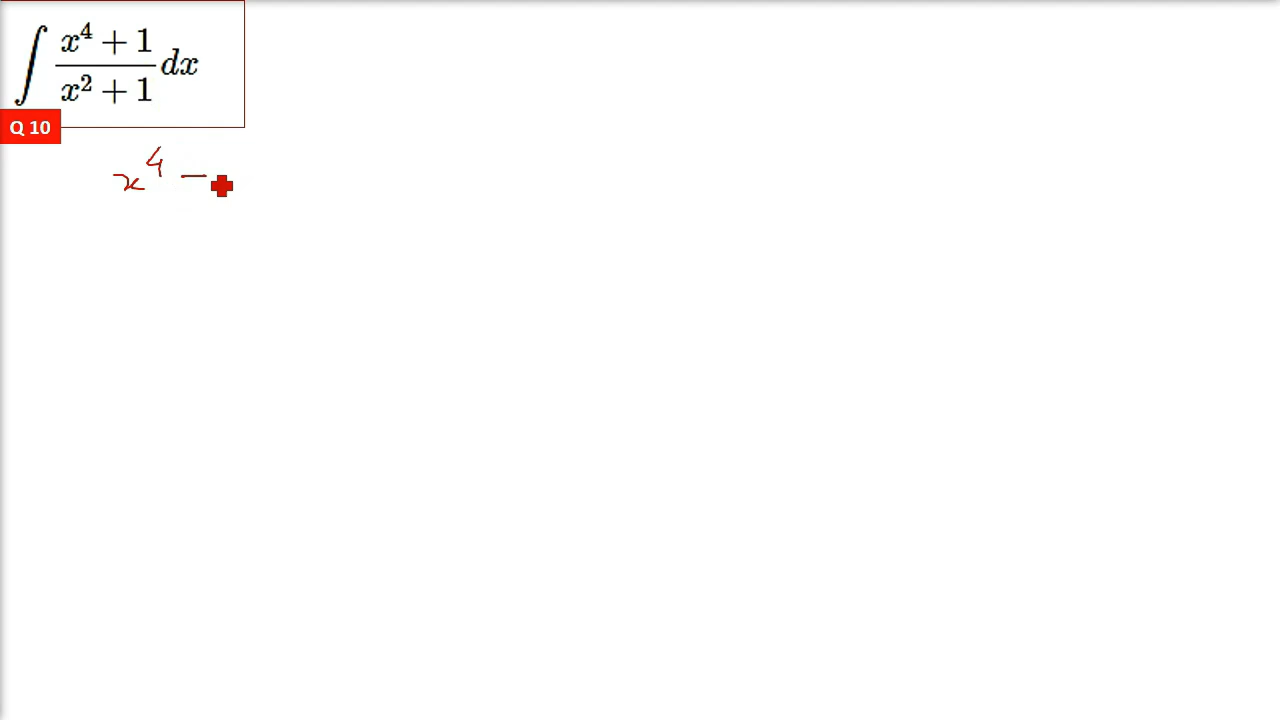 ∫ (x⁴ + 1)/(x² + 1) dx
Q 10
x⁴ −